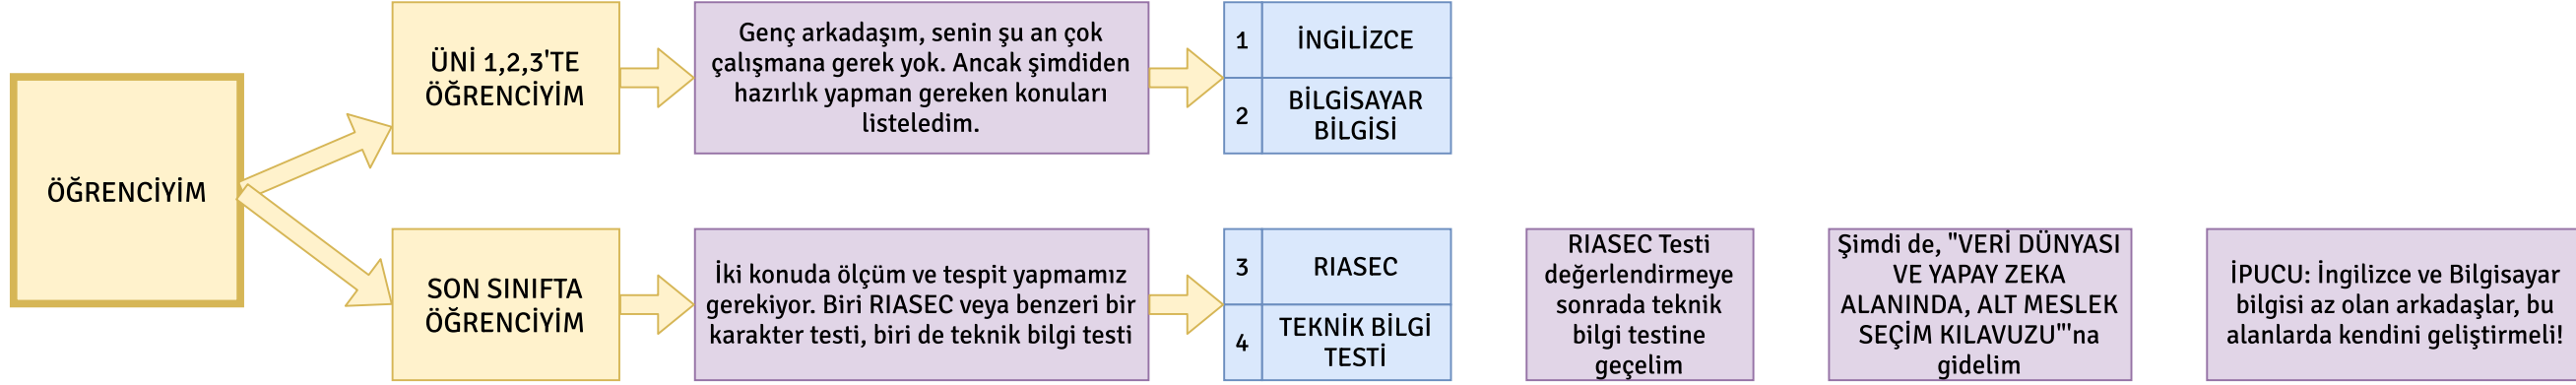 ÖĞRENCİYİM
ÜNİ 1,2,3'TE
ÖĞRENCİYİM
Genç arkadaşım, senin şu an çok
çalışmana gerek yok. Ancak şimdiden
hazırlık yapman gereken konuları
listeledim.
1 İNGİLİZCE
2 BİLGİSAYAR
BİLGİSİ
SON SINIFTA
ÖĞRENCİYİM
İki konuda ölçüm ve tespit yapmamız
gerekiyor. Biri RIASEC veya benzeri bir
karakter testi, biri de teknik bilgi testi
3 RIASEC
4 TEKNİK BİLGİ
TESTİ
RIASEC Testi
değerlendirmeye
sonrada teknik
bilgi testine
geçelim
Şimdi de, "VERİ DÜNYASI
VE YAPAY ZEKA
ALANINDA, ALT MESLEK
SEÇİM KILAVUZU"'na
gidelim
İPUCU: İngilizce ve Bilgisayar
bilgisi az olan arkadaşlar, bu
alanlarda kendini geliştirmeli!